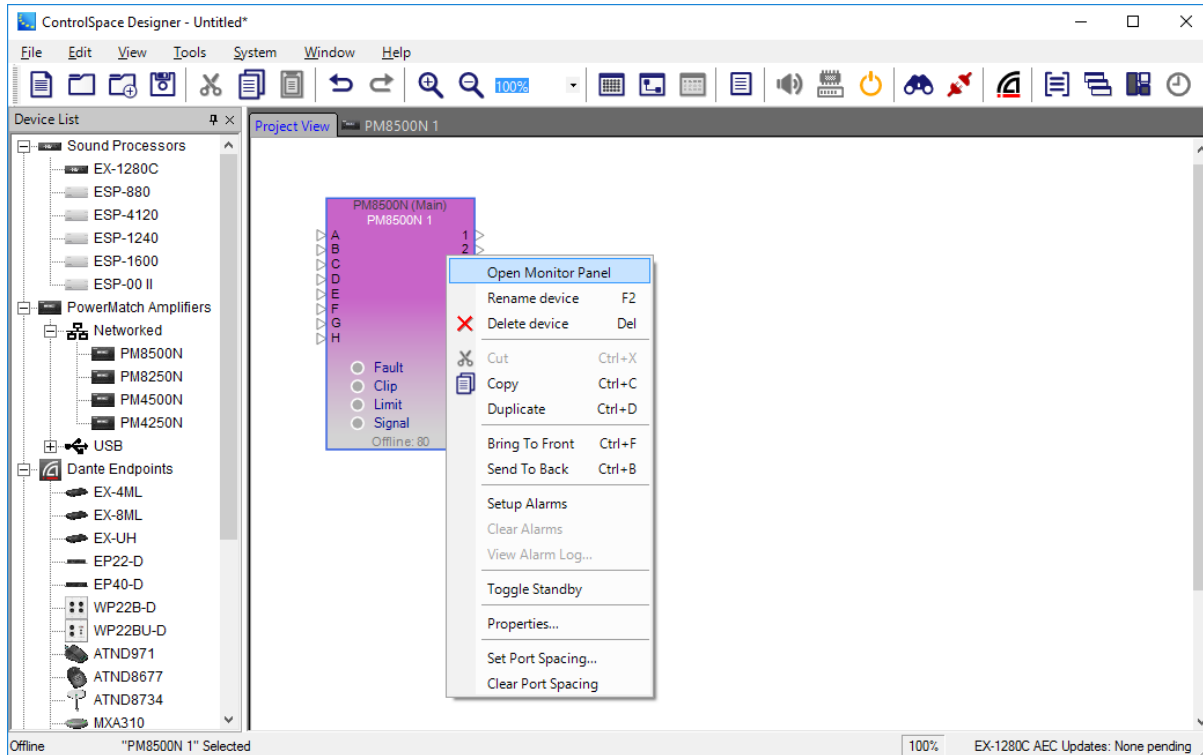 ControlSpace Designer - Untitled*
File Edit View Tools System Window Help
100%
Device List
Project View PM8500N 1
Sound Processors
EX-1280C
ESP-880
ESP-4120
ESP-1240
ESP-1600
ESP-00 II
PowerMatch Amplifiers
Networked
PM8500N
PM8250N
PM4500N
PM4250N
USB
Dante Endpoints
EX-4ML
EX-8ML
EX-UH
EP22-D
EP40-D
WP22B-D
WP22BU-D
ATND971
ATND8677
ATND8734
MXA310
PM8500N (Main)
PM8500N 1
A 1
B 2
C
D
E
F
G
H
Fault
Clip
Limit
Signal
Offline: 80
Open Monitor Panel
Rename device F2
Delete device Del
Cut Ctrl+X
Copy Ctrl+C
Duplicate Ctrl+D
Bring To Front Ctrl+F
Send To Back Ctrl+B
Setup Alarms
Clear Alarms
View Alarm Log...
Toggle Standby
Properties...
Set Port Spacing...
Clear Port Spacing
Offline "PM8500N 1" Selected 100% EX-1280C AEC Updates: None pending